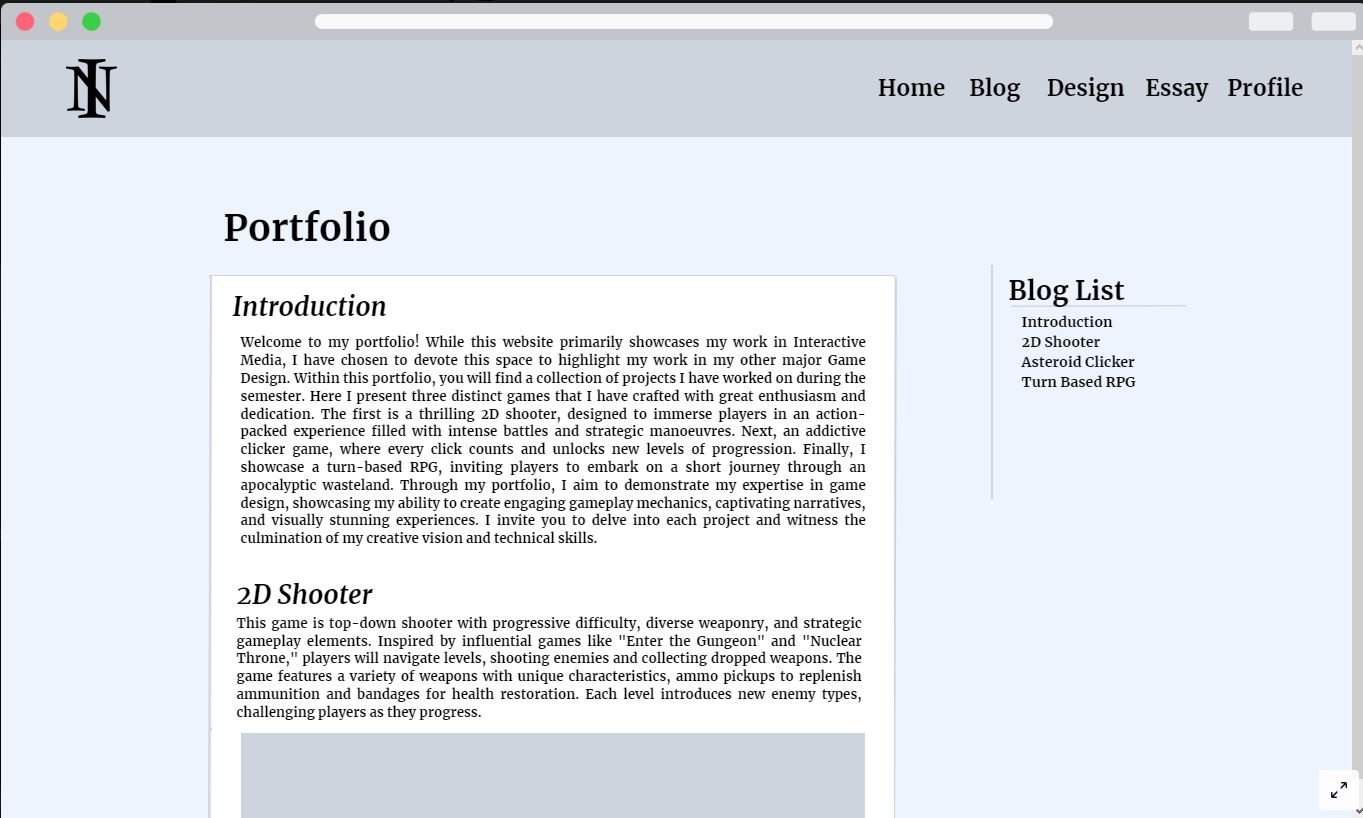 IN
Home Blog Design Essay Profile
Portfolio
Introduction
Welcome to my portfolio! While this website primarily showcases my work in Interactive
Media, I have chosen to devote this space to highlight my work in my other major Game
Design. Within this portfolio, you will find a collection of projects I have worked on during the
semester. Here I present three distinct games that I have crafted with great enthusiasm and
dedication. The first is a thrilling 2D shooter, designed to immerse players in an action-
packed experience filled with intense battles and strategic manoeuvres. Next, an addictive
clicker game, where every click counts and unlocks new levels of progression. Finally, I
showcase a turn-based RPG, inviting players to embark on a short journey through an
apocalyptic wasteland. Through my portfolio, I aim to demonstrate my expertise in game
design, showcasing my ability to create engaging gameplay mechanics, captivating narratives,
and visually stunning experiences. I invite you to delve into each project and witness the
culmination of my creative vision and technical skills.
2D Shooter
This game is top-down shooter with progressive difficulty, diverse weaponry, and strategic
gameplay elements. Inspired by influential games like "Enter the Gungeon" and "Nuclear
Throne," players will navigate levels, shooting enemies and collecting dropped weapons. The
game features a variety of weapons with unique characteristics, ammo pickups to replenish
ammunition and bandages for health restoration. Each level introduces new enemy types,
challenging players as they progress.
Blog List
Introduction
2D Shooter
Asteroid Clicker
Turn Based RPG